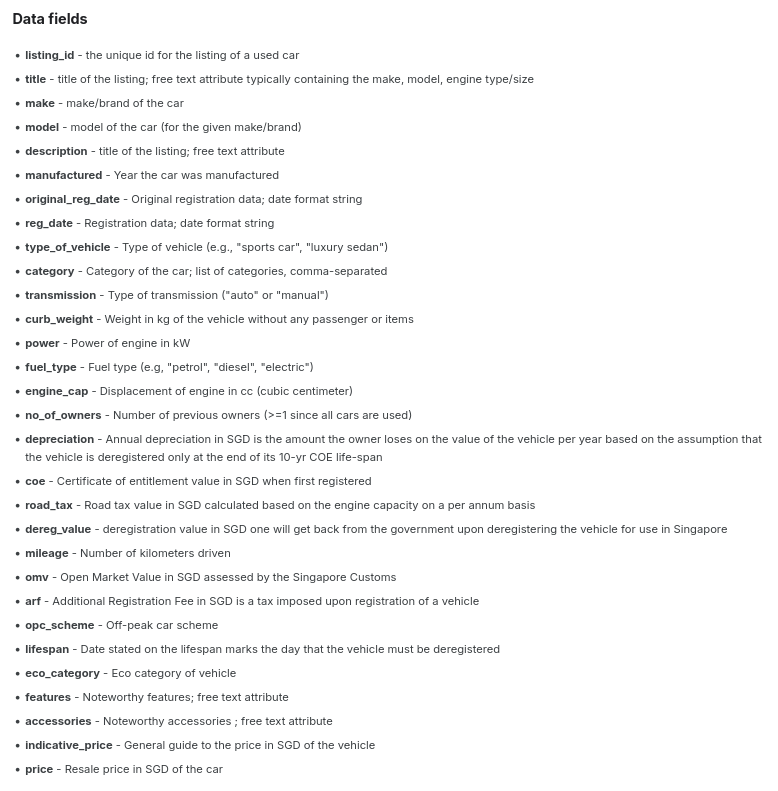 Data fields
• listing_id - the unique id for the listing of a used car
• title - title of the listing; free text attribute typically containing the make, model, engine type/size
• make - make/brand of the car
• model - model of the car (for the given make/brand)
• description - title of the listing; free text attribute
• manufactured - Year the car was manufactured
• original_reg_date - Original registration data; date format string
• reg_date - Registration data; date format string
• type_of_vehicle - Type of vehicle (e.g., "sports car", "luxury sedan")
• category - Category of the car; list of categories, comma-separated
• transmission - Type of transmission ("auto" or "manual")
• curb_weight - Weight in kg of the vehicle without any passenger or items
• power - Power of engine in kW
• fuel_type - Fuel type (e.g, "petrol", "diesel", "electric")
• engine_cap - Displacement of engine in cc (cubic centimeter)
• no_of_owners - Number of previous owners (>=1 since all cars are used)
• depreciation - Annual depreciation in SGD is the amount the owner loses on the value of the vehicle per year based on the assumption that
the vehicle is deregistered only at the end of its 10-yr COE life-span
• coe - Certificate of entitlement value in SGD when first registered
• road_tax - Road tax value in SGD calculated based on the engine capacity on a per annum basis
• dereg_value - deregistration value in SGD one will get back from the government upon deregistering the vehicle for use in Singapore
• mileage - Number of kilometers driven
• omv - Open Market Value in SGD assessed by the Singapore Customs
• arf - Additional Registration Fee in SGD is a tax imposed upon registration of a vehicle
• opc_scheme - Off-peak car scheme
• lifespan - Date stated on the lifespan marks the day that the vehicle must be deregistered
• eco_category - Eco category of vehicle
• features - Noteworthy features; free text attribute
• accessories - Noteworthy accessories ; free text attribute
• indicative_price - General guide to the price in SGD of the vehicle
• price - Resale price in SGD of the car